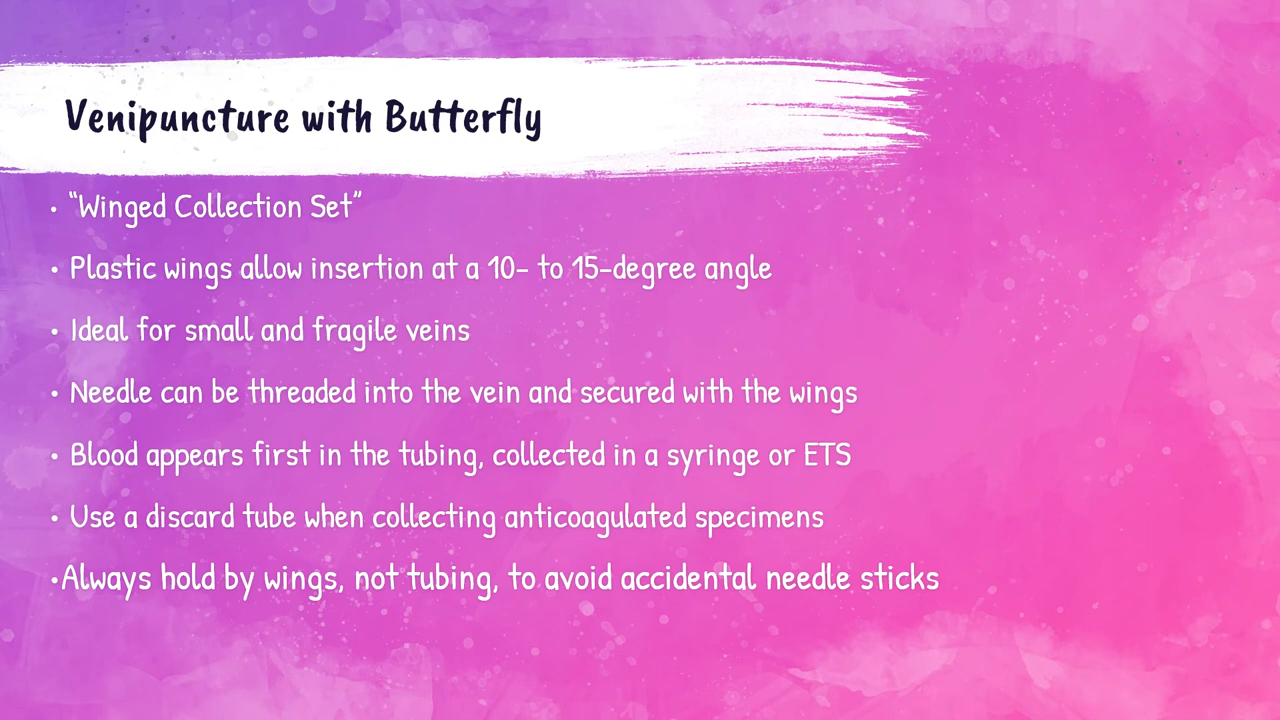 Venipuncture with Butterfly
• “Winged Collection Set”
• Plastic wings allow insertion at a 10- to 15-degree angle
• Ideal for small and fragile veins
• Needle can be threaded into the vein and secured with the wings
• Blood appears first in the tubing, collected in a syringe or ETS
• Use a discard tube when collecting anticoagulated specimens
•Always hold by wings, not tubing, to avoid accidental needle sticks